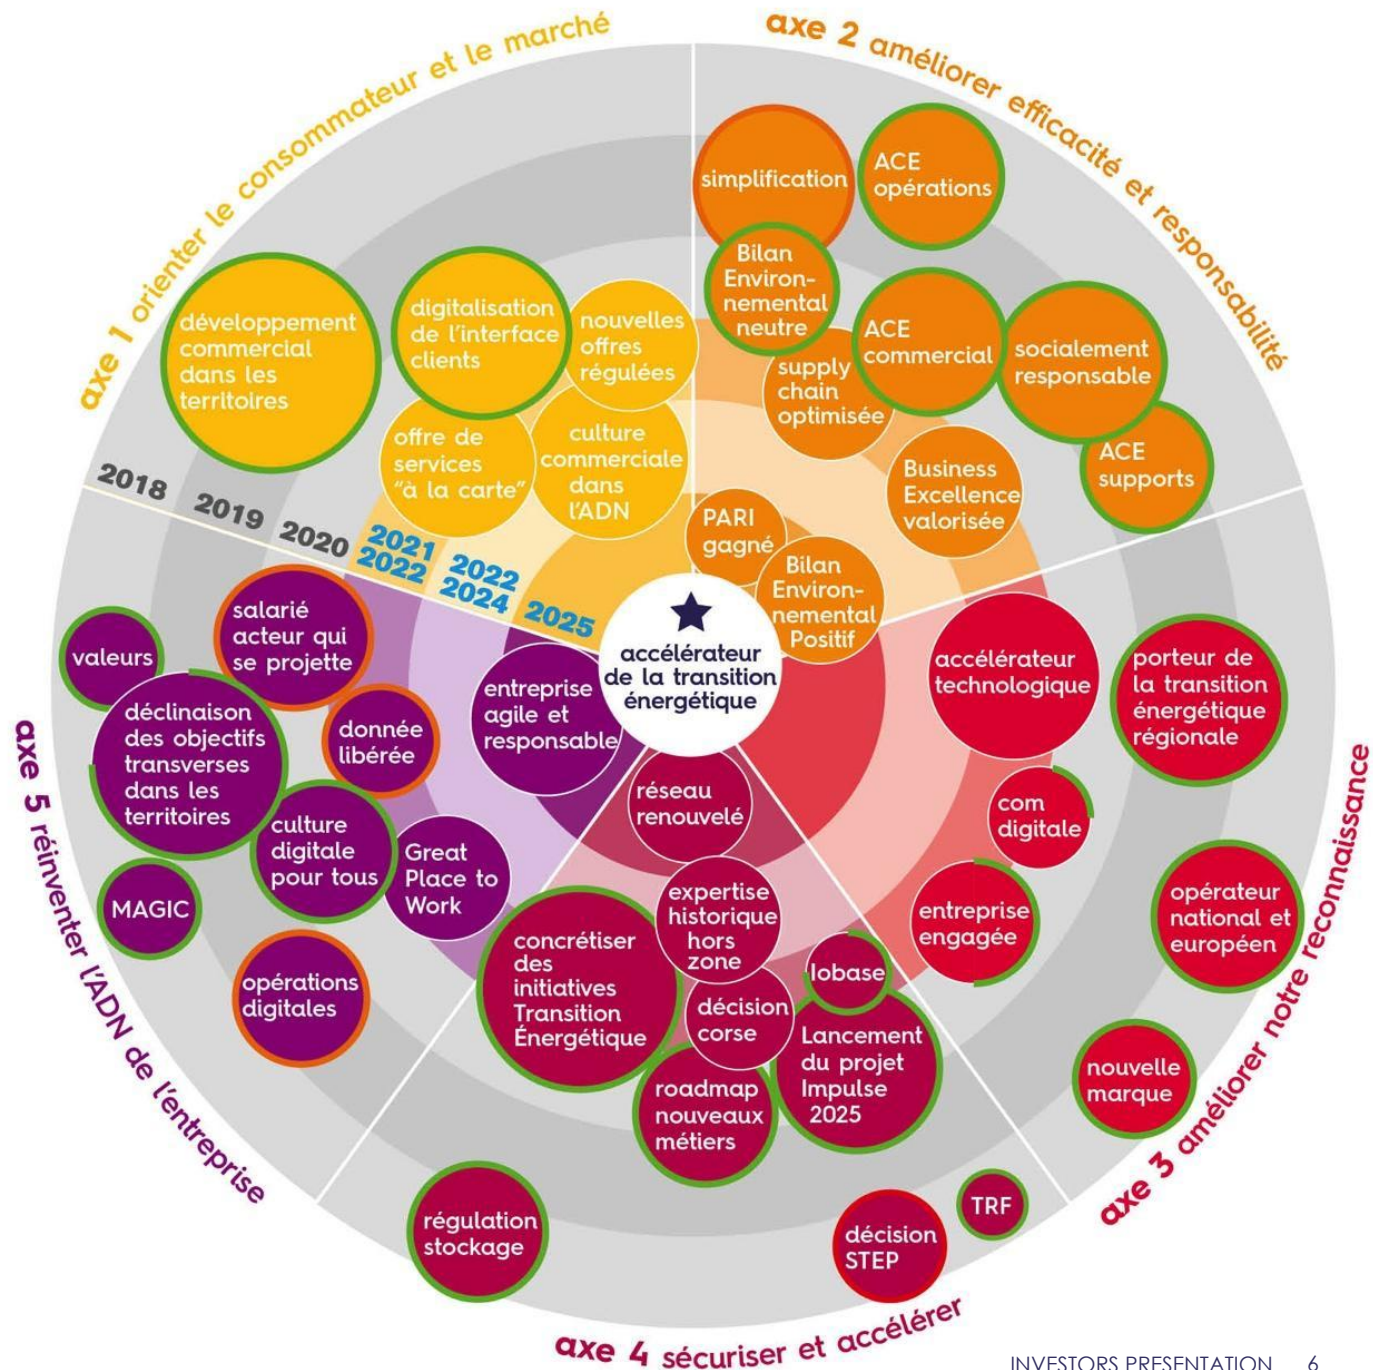 axe 1 orienter le consommateur et le marché
développement
commercial
dans les
territoires
digitalisation
de l'interface
clients
nouvelles
offres
régulées
offre de
services
“à la carte”
culture
commerciale
dans
l'ADN
2018
2019
2020
2021
2022
2022
2024
2025
axe 2 améliorer efficacité et responsabilité
simplification
ACE
opérations
Bilan
Environ-
nemental
neutre
ACE
commercial
socialement
responsable
supply
chain
optimisée
ACE
supports
Business
Excellence
valorisée
PARI
gagné
Bilan
Environ-
nemental
Positif
accélérateur
de la transition
énergétique
axe 3 améliorer notre reconnaissance
accélérateur
technologique
porteur de
la transition
énergétique
régionale
com
digitale
entreprise
engagée
opérateur
national et
européen
nouvelle
marque
axe 4 sécuriser et accélérer
réseau
renouvelé
expertise
historique
hors
zone
concrétiser
des
initiatives
Transition
Énergétique
décision
corse
Iobase
Lancement
du projet
Impulse
2025
roadmap
nouveaux
métiers
régulation
stockage
décision
STEP
TRF
axe 5 réinventer l'ADN de l'entreprise
salarié
acteur qui
se projette
valeurs
déclinaison
des objectifs
transverses
dans les
territoires
donnée
libérée
entreprise
agile et
responsable
culture
digitale
pour tous
Great
Place to
Work
MAGIC
opérations
digitales
INVESTORS PRESENTATION 6